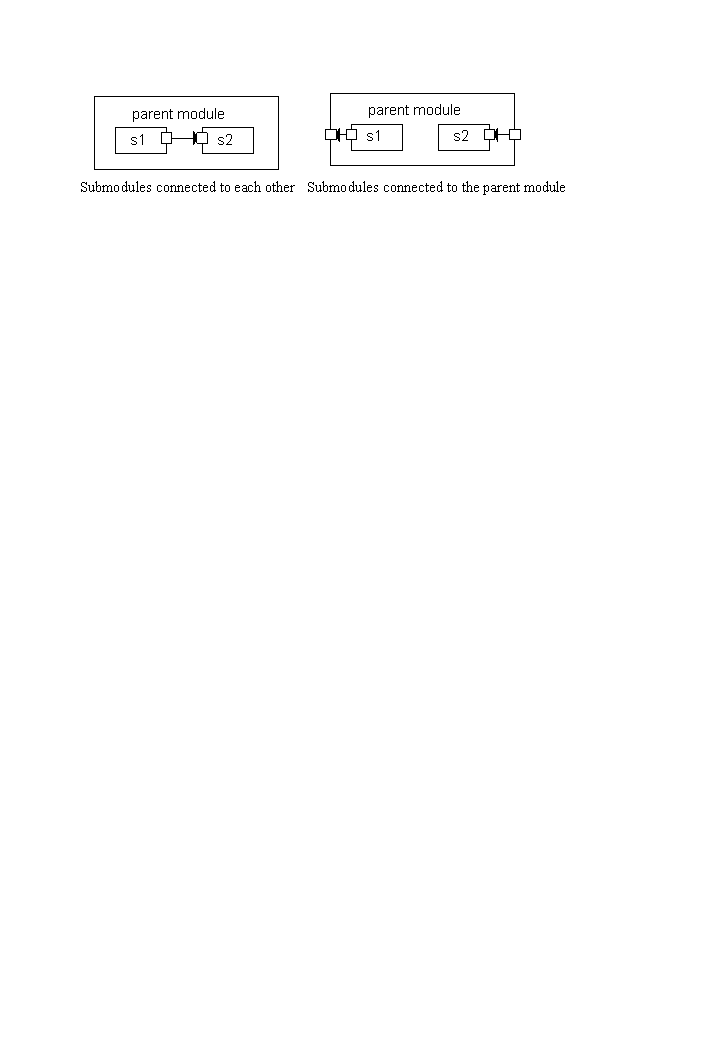 parent module
s1
s2
Submodules connected to each other
parent module
s1
s2
Submodules connected to the parent module